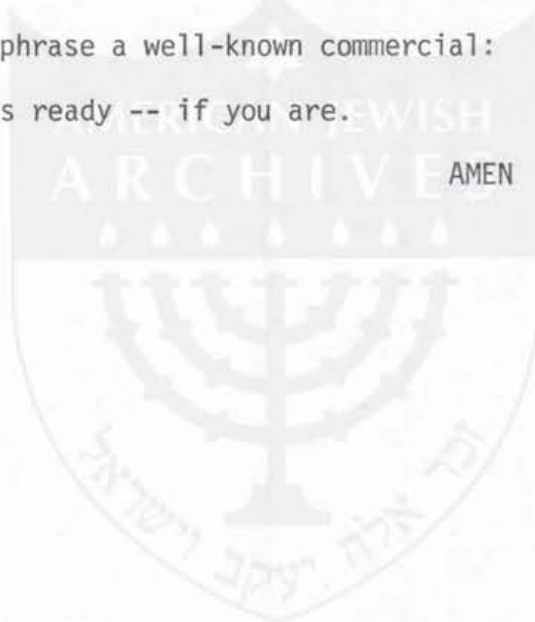 phrase a well-known commercial:
s ready -- if you are.
AMERICAN JEWISH
ARCHIVES
AMEN
זכר אלה יעקב וישראל